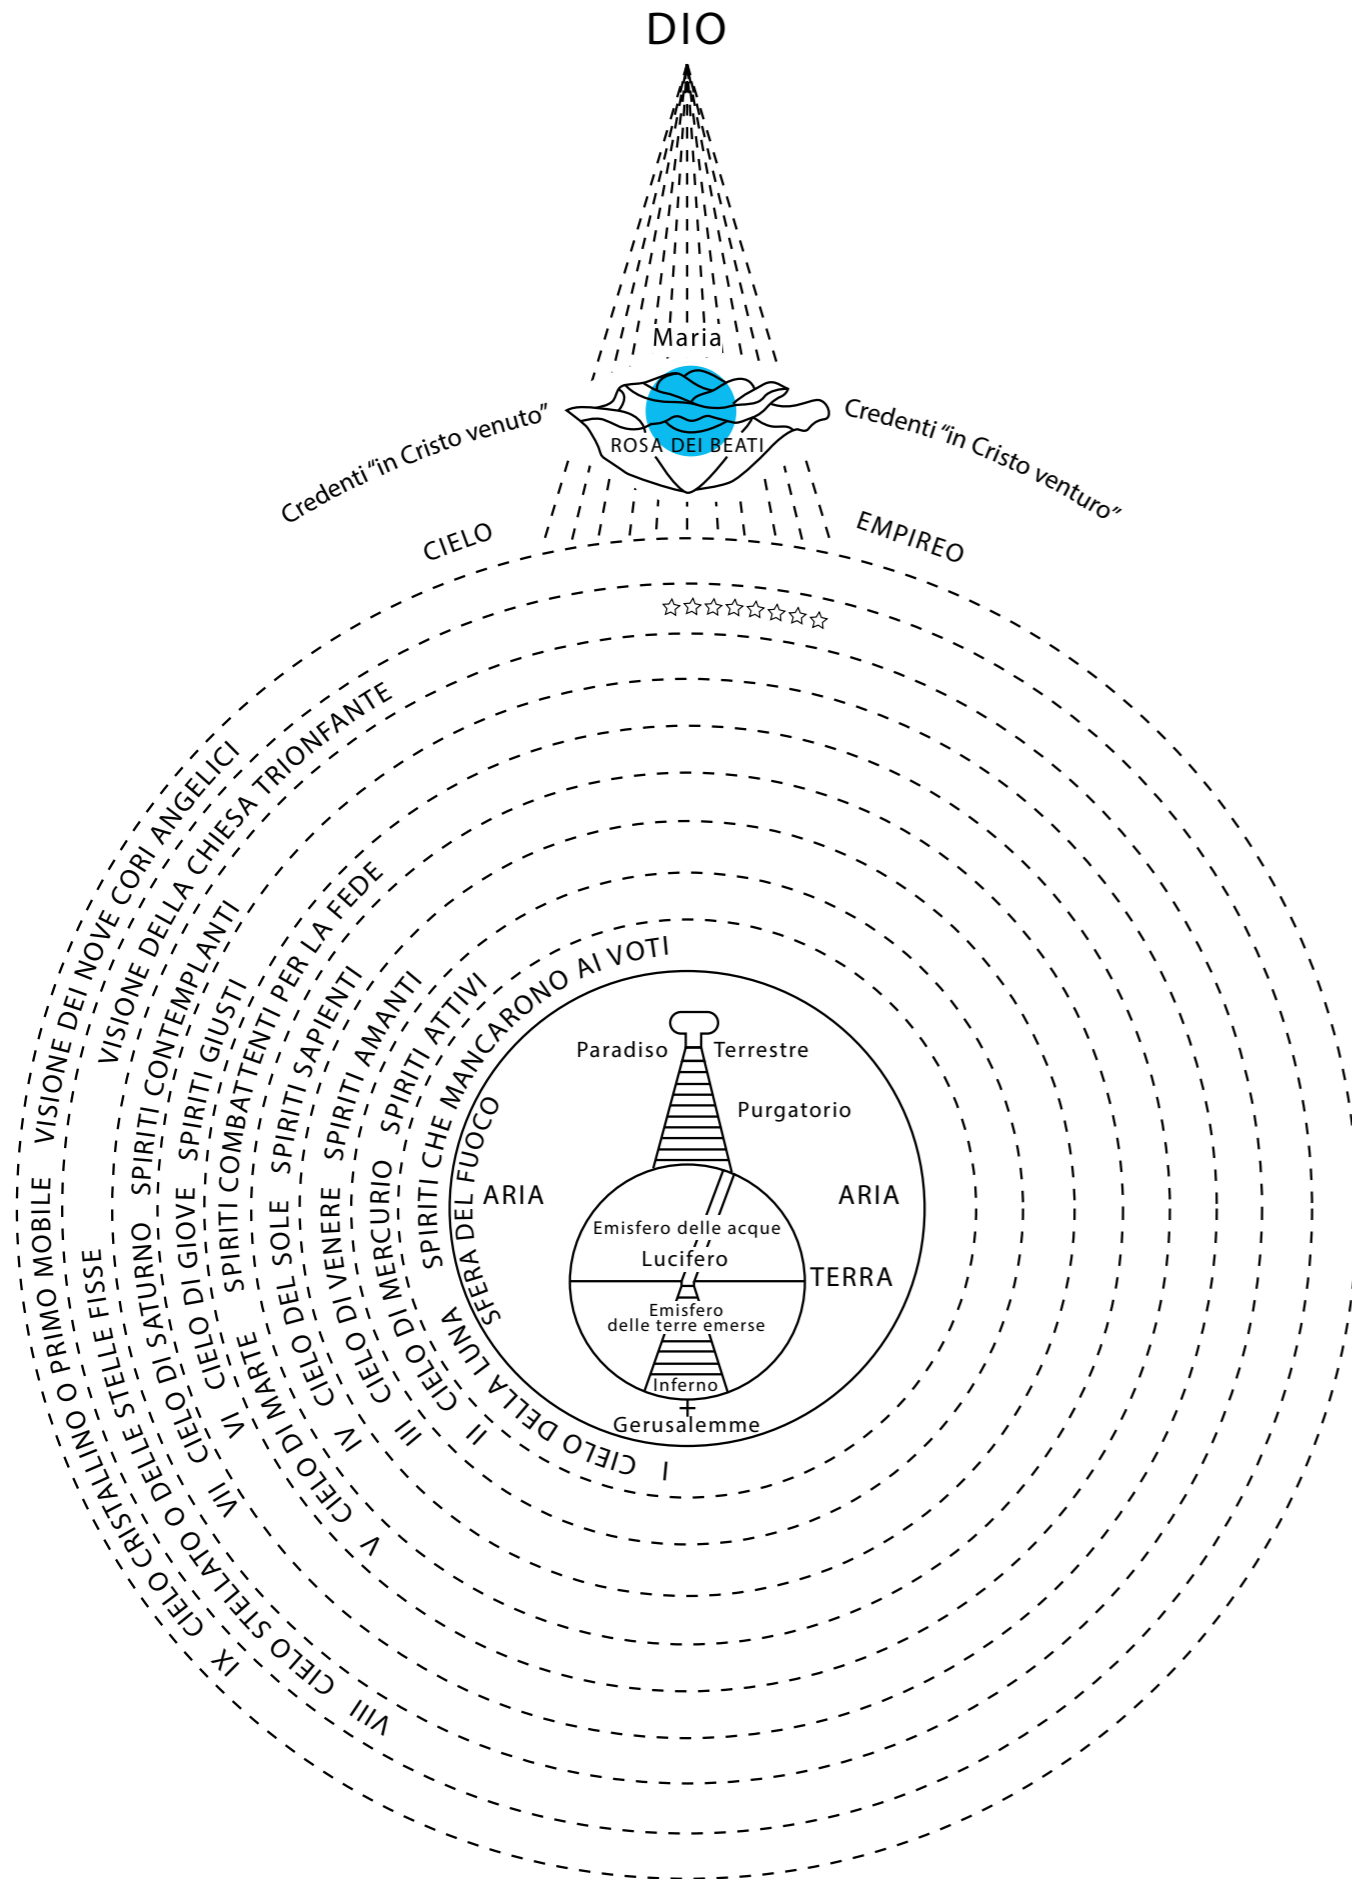 DIO
Maria
ROSA DEI BEATI
Credenti "in Cristo venuto"
Credenti "in Cristo venturo"
CIELO
EMPIREO
IX CIELO CRISTALLINO O PRIMO MOBILE VISIONE DEI NOVE CORI ANGELICI
VIII CIELO STELLATO O DELLE STELLE FISSE VISIONE DELLA CHIESA TRIONFANTE
VII CIELO DI SATURNO SPIRITI CONTEMPLANTI
VI CIELO DI GIOVE SPIRITI GIUSTI
V CIELO DI MARTE SPIRITI COMBATTENTI PER LA FEDE
IV CIELO DEL SOLE SPIRITI SAPIENTI
III CIELO DI VENERE SPIRITI AMANTI
II CIELO DI MERCURIO SPIRITI ATTIVI
I CIELO DELLA LUNA SPIRITI CHE MANCARONO AI VOTI
SFERA DEL FUOCO
Paradiso Terrestre
Purgatorio
ARIA
ARIA
Emisfero delle acque
Lucifero
TERRA
Emisfero
delle terre emerse
Inferno
Gerusalemme